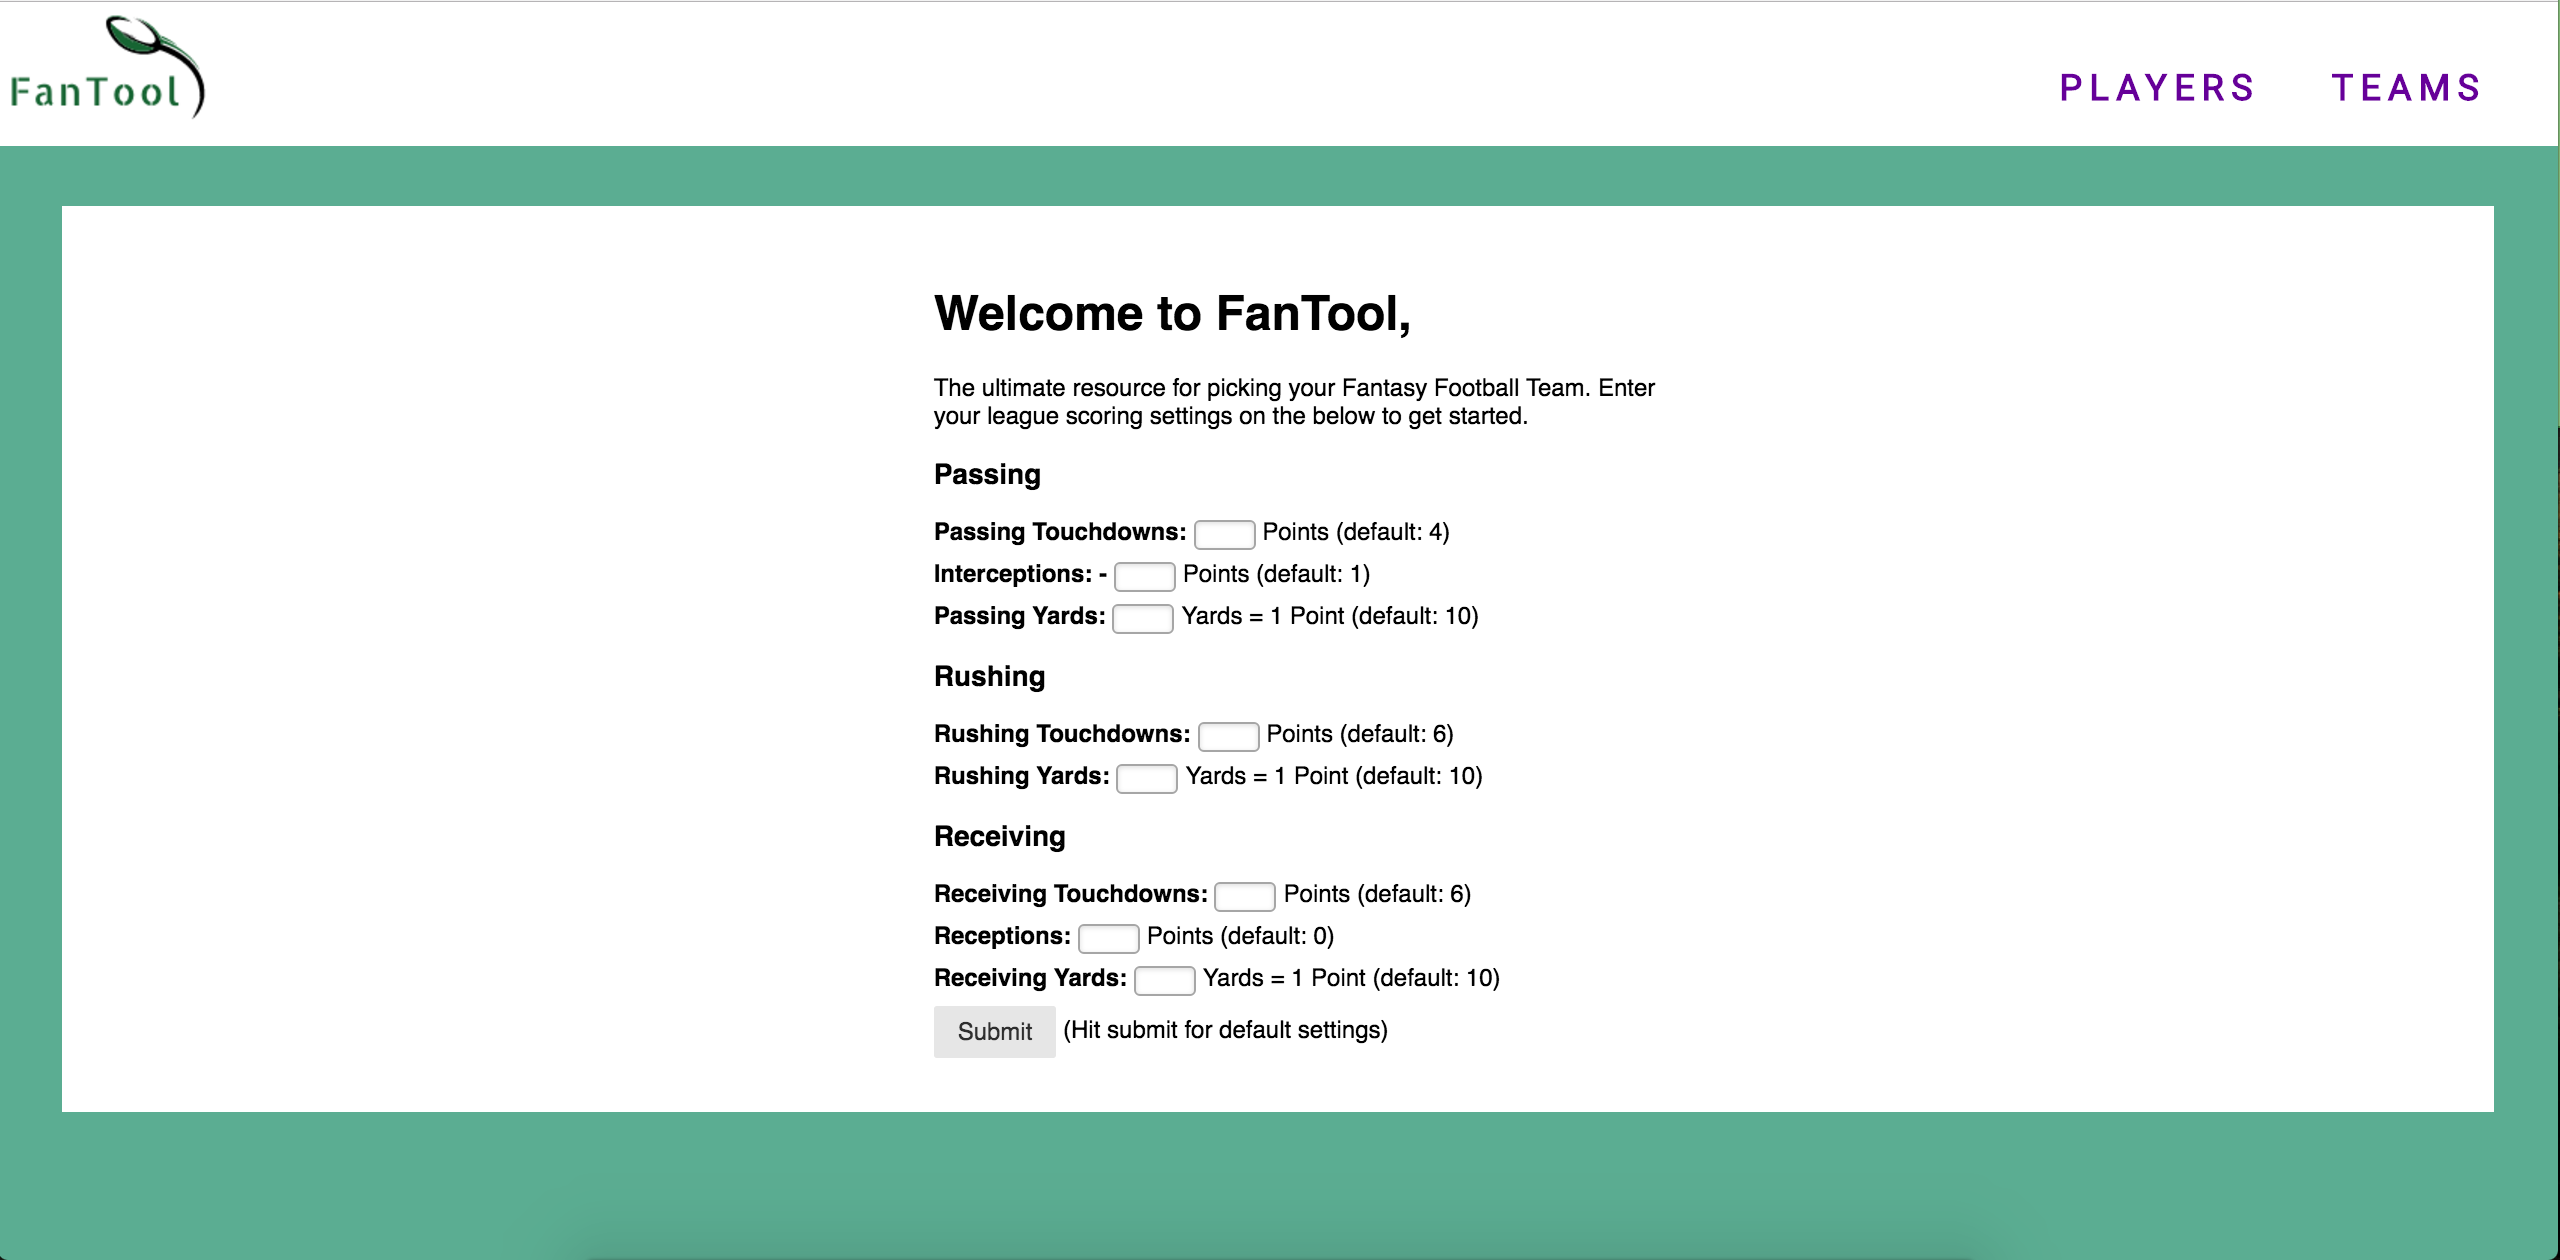 FanTool
PLAYERS TEAMS
Welcome to FanTool,
The ultimate resource for picking your Fantasy Football Team. Enter
your league scoring settings on the below to get started.
Passing
Passing Touchdowns: Points (default: 4)
Interceptions: - Points (default: 1)
Passing Yards: Yards = 1 Point (default: 10)
Rushing
Rushing Touchdowns: Points (default: 6)
Rushing Yards: Yards = 1 Point (default: 10)
Receiving
Receiving Touchdowns: Points (default: 6)
Receptions: Points (default: 0)
Receiving Yards: Yards = 1 Point (default: 10)
Submit (Hit submit for default settings)